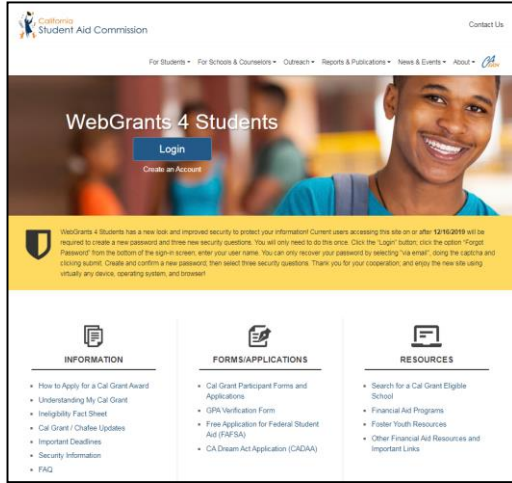 California
Student Aid Commission
Contact Us
For Students
For Schools & Counselors
Outreach
Reports & Publications
News & Events
About
CA
WebGrants 4 Students
Login
Create an Account
WebGrants 4 Students has a new look and improved security to protect your information! Current users accessing this site on or after 12/16/2019 will be
required to create a new password and three new security questions. You will only need to do this once. Click the "Login" button; click the option "Forgot
Password" from the bottom of the sign-in screen, enter your user name. You can only recover your password by selecting "via email", doing the captcha and
clicking submit. Create and confirm a new password, then select three security questions. Thank you for your cooperation; and enjoy the new site using
virtually any device, operating system, and browser!
INFORMATION
• How to Apply for a Cal Grant Award
• Understanding My Cal Grant
• Ineligibility Fact Sheet
• Cal Grant / Chafee Updates
• Important Deadlines
• Security Information
• FAQ
FORMS/APPLICATIONS
• Cal Grant Participant Forms and
Applications
• GPA Verification Form
• Free Application for Federal Student
Aid (FAFSA)
• CA Dream Act Application (CADAA)
RESOURCES
• Search for a Cal Grant Eligible
School
• Financial Aid Programs
• Foster Youth Resources
• Other Financial Aid Resources and
Important Links